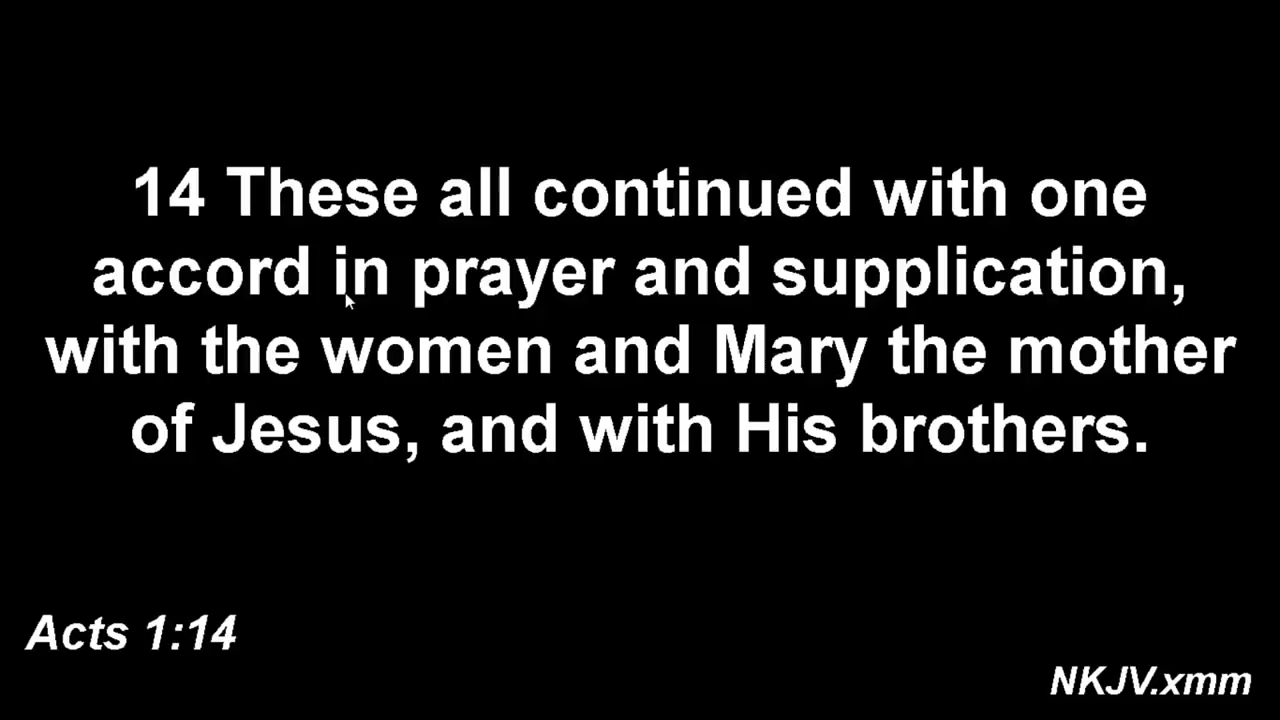 14 These all continued with one
accord in prayer and supplication,
with the women and Mary the mother
of Jesus, and with His brothers.
Acts 1:14
NKJV.xmm